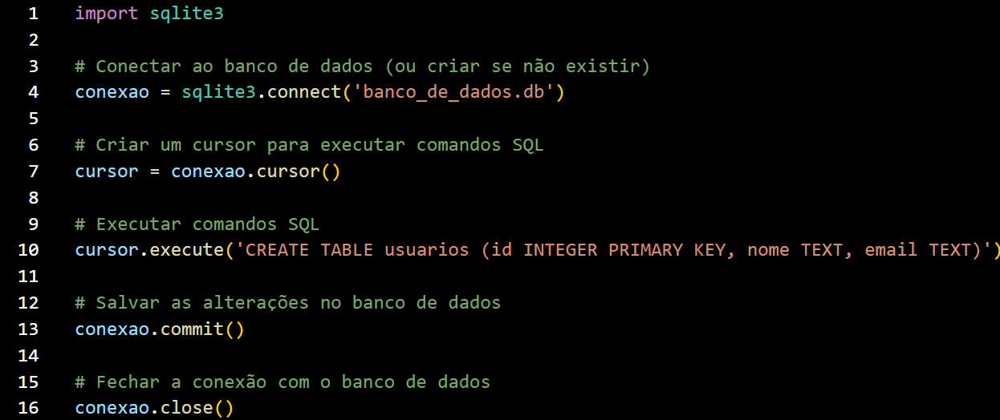 1 import sqlite3
2
3 # Conectar ao banco de dados (ou criar se não existir)
4 conexao = sqlite3.connect('banco_de_dados.db')
5
6 # Criar um cursor para executar comandos SQL
7 cursor = conexao.cursor()
8
9 # Executar comandos SQL
10 cursor.execute('CREATE TABLE usuarios (id INTEGER PRIMARY KEY, nome TEXT, email TEXT)')
11
12 # Salvar as alterações no banco de dados
13 conexao.commit()
14
15 # Fechar a conexão com o banco de dados
16 conexao.close()